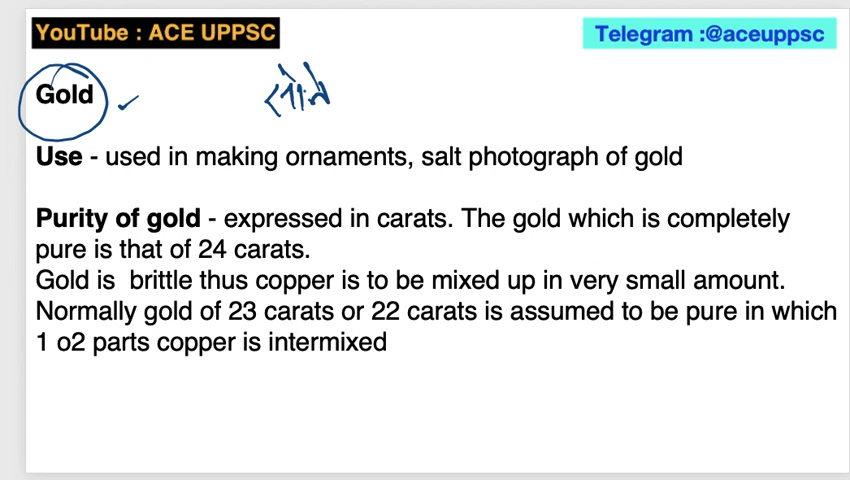 YouTube : ACE UPPSC
Telegram :@aceuppsc
Gold
Use - used in making ornaments, salt photograph of gold
Purity of gold - expressed in carats. The gold which is completely
pure is that of 24 carats.
Gold is brittle thus copper is to be mixed up in very small amount.
Normally gold of 23 carats or 22 carats is assumed to be pure in which
1 o2 parts copper is intermixed